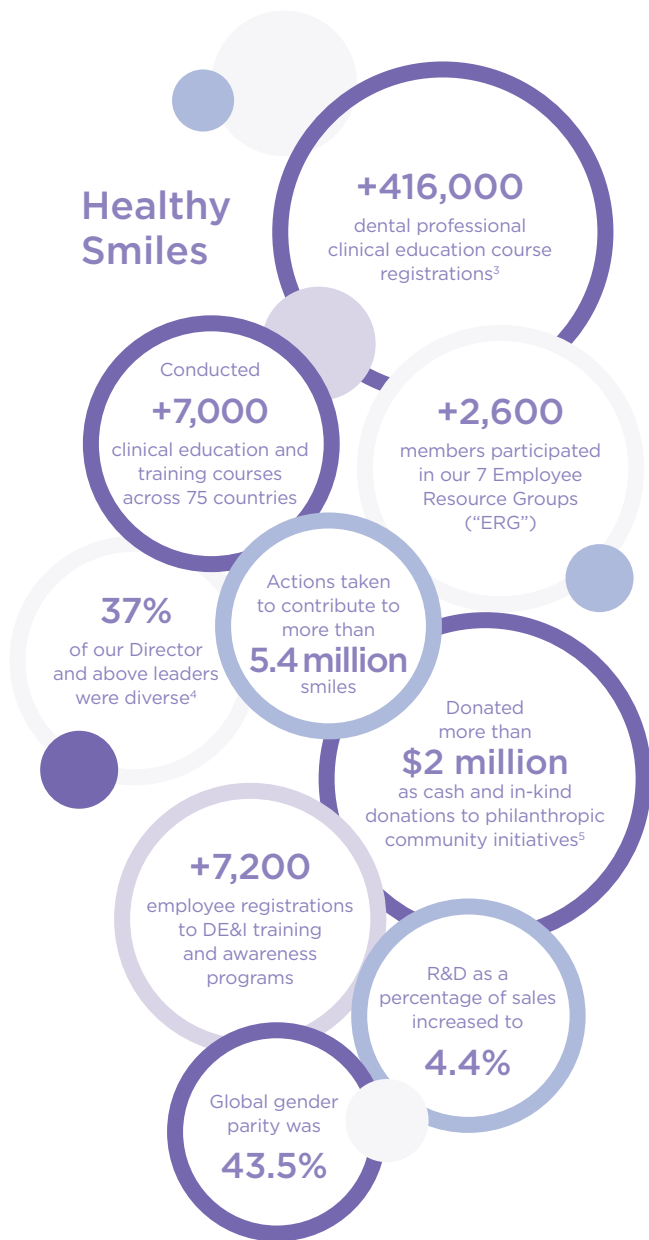 Healthy
Smiles
+416,000
dental professional
clinical education course
registrations³
Conducted
+7,000
clinical education and
training courses
across 75 countries
+2,600
members participated
in our 7 Employee
Resource Groups
(“ERG”)
37%
of our Director
and above leaders
were diverse⁴
Actions taken
to contribute to
more than
5.4 million
smiles
Donated
more than
$2 million
as cash and in-kind
donations to philanthropic
community initiatives⁵
+7,200
employee registrations
to DE&I training
and awareness
programs
R&D as a
percentage of sales
increased to
4.4%
Global gender
parity was
43.5%